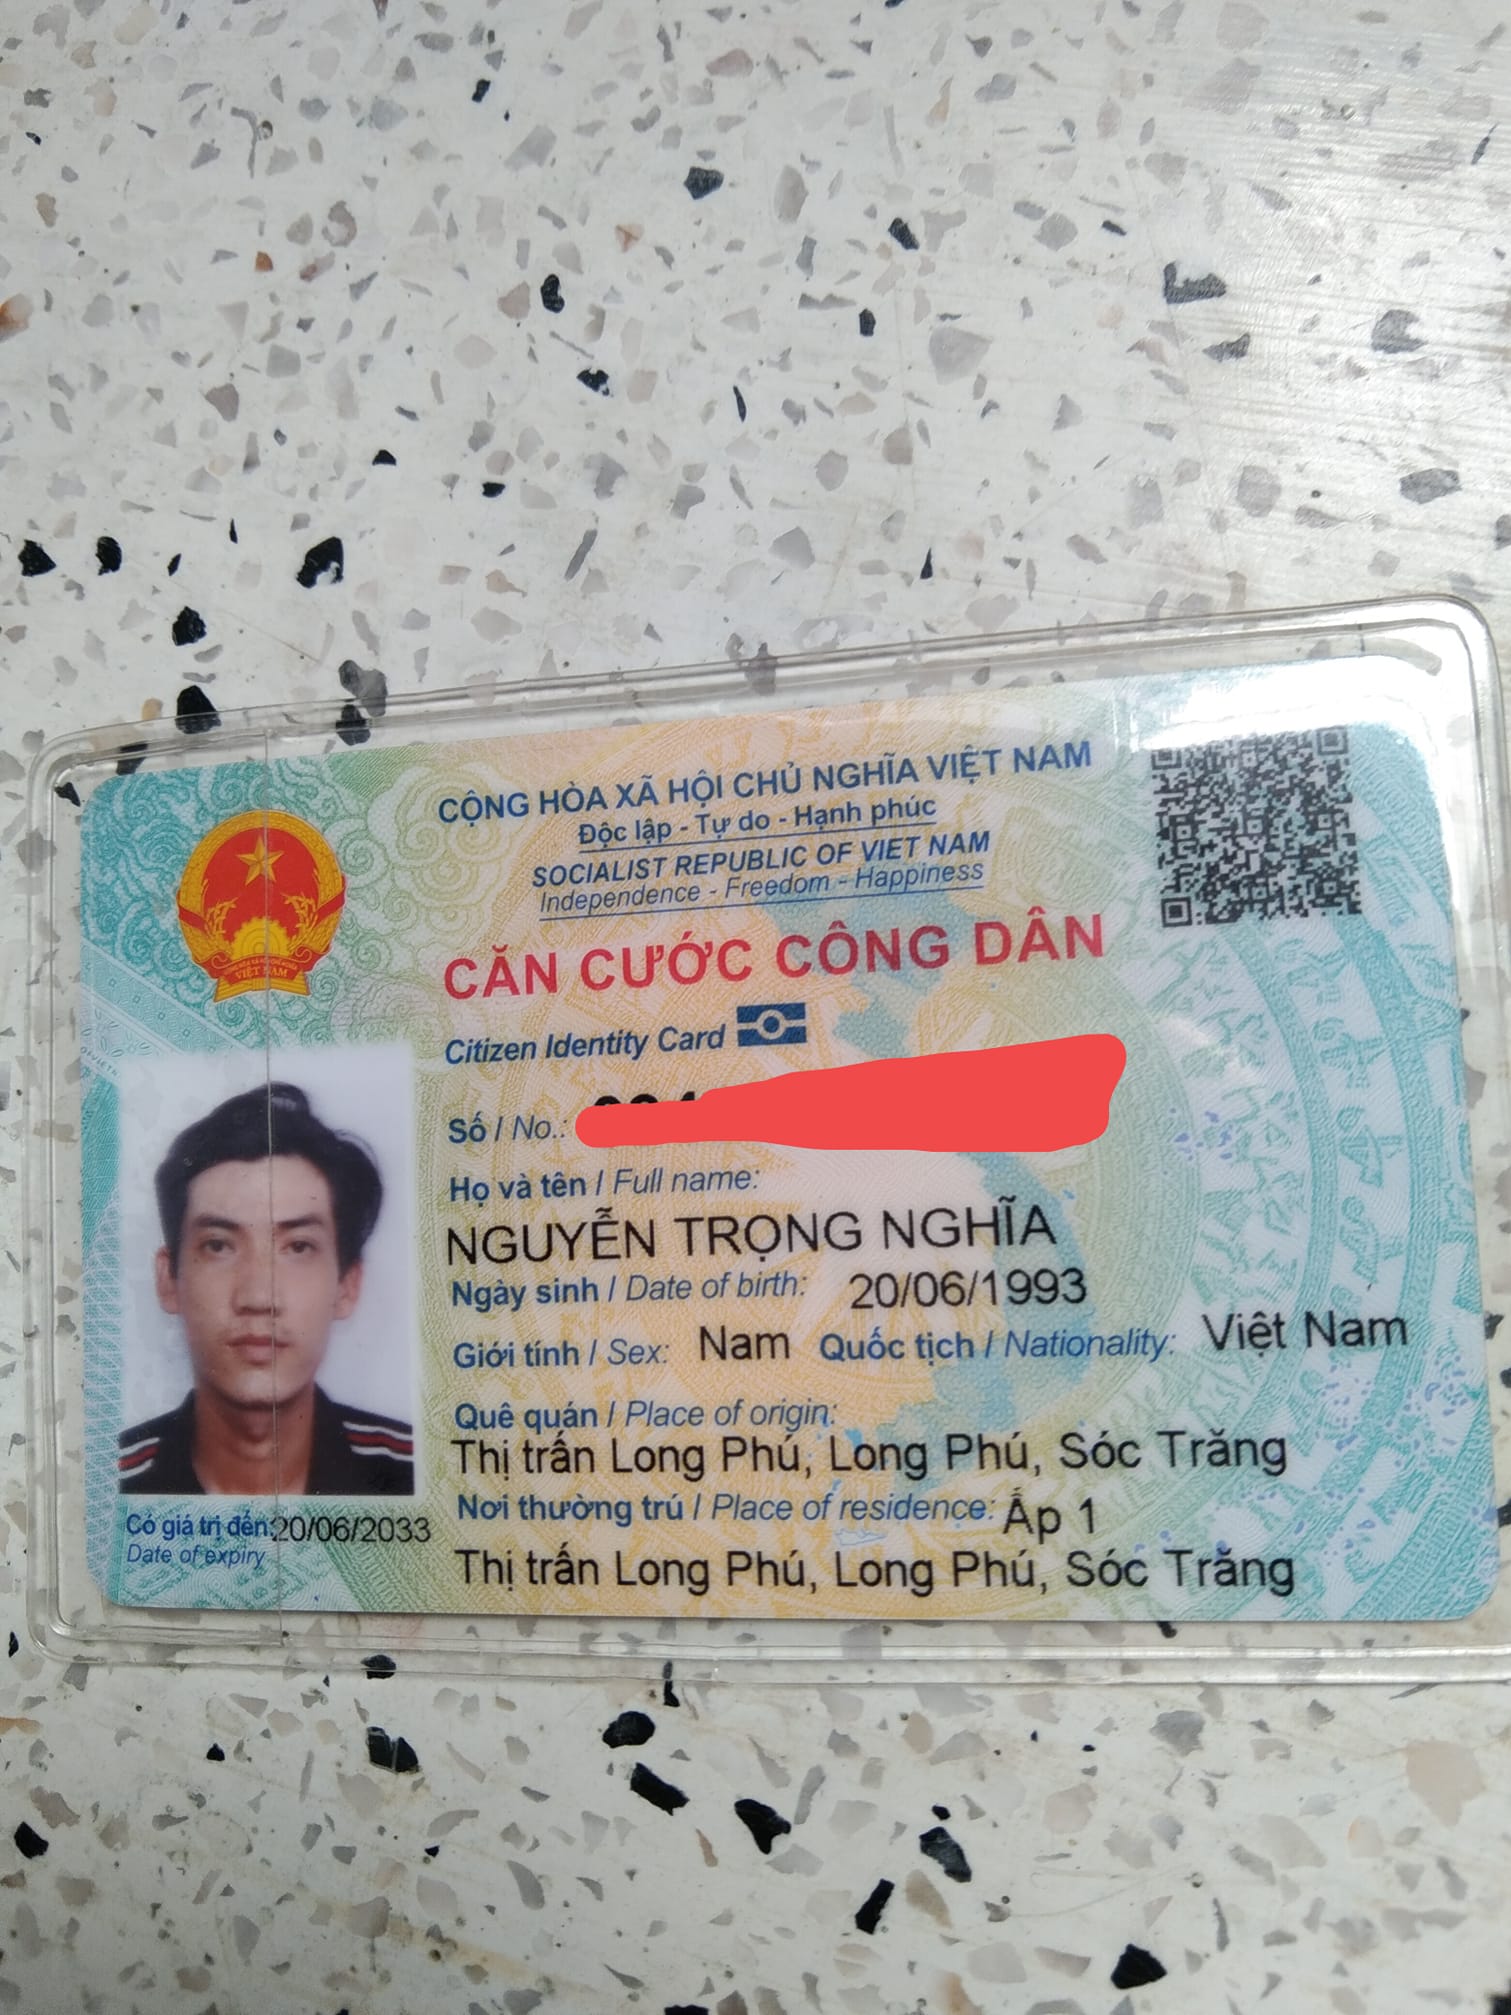 CỘNG HÒA XÃ HỘI CHỦ NGHĨA VIỆT NAM
Độc lập - Tự do - Hạnh phúc
SOCIALIST REPUBLIC OF VIET NAM
Independence - Freedom - Happiness
CĂN CƯỚC CÔNG DÂN
Citizen Identity Card
Số / No.:
Họ và tên / Full name:
NGUYỄN TRỌNG NGHĨA
Ngày sinh / Date of birth: 20/06/1993
Giới tính / Sex: Nam Quốc tịch / Nationality: Việt Nam
Quê quán / Place of origin:
Thị trấn Long Phú, Long Phú, Sóc Trăng
Nơi thường trú / Place of residence: Ấp 1
Thị trấn Long Phú, Long Phú, Sóc Trăng
Có giá trị đến: 20/06/2033
Date of expiry
VIỆT NAM